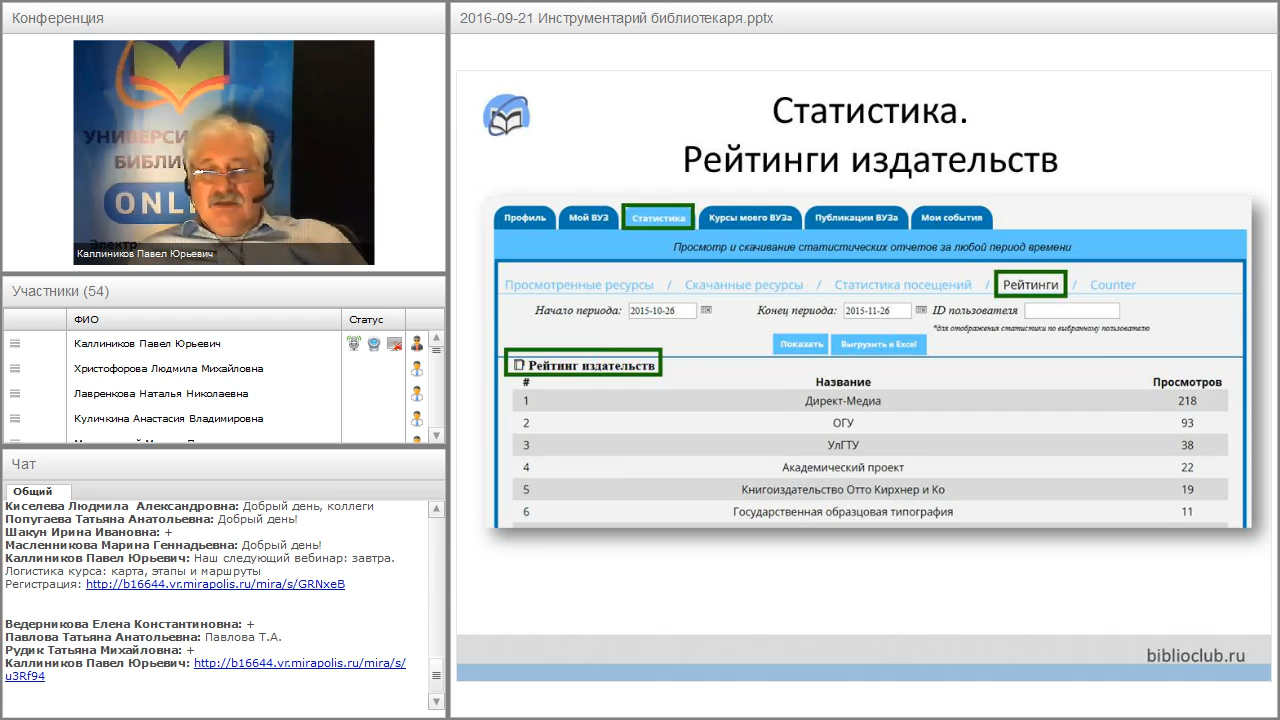 Конференция
УНИВЕРСИ
БИБЛИ
ONLI
Электр
Каллиников Павел Юрьевич
Участники (54)
ФИО Статус
Каллиников Павел Юрьевич
Христофорова Людмила Михайловна
Лавренкова Наталья Николаевна
Куличкина Анастасия Владимировна
Чат
Общий
Киселева Людмила Александровна: Добрый день, коллеги
Попугаева Татьяна Анатольевна: Добрый день!
Шакун Ирина Ивановна: +
Масленникова Марина Геннадьевна: Добрый день!
Каллиников Павел Юрьевич: Наш следующий вебинар: завтра.
Логистика курса: карта, этапы и маршруты
Регистрация: http://b16644.vr.mirapolis.ru/mira/s/GRNxeB
Ведерникова Елена Константиновна: +
Павлова Татьяна Анатольевна: Павлова Т.А.
Рудик Татьяна Михайловна: +
Каллиников Павел Юрьевич: http://b16644.vr.mirapolis.ru/mira/s/
u3Rf94
2016-09-21 Инструментарий библиотекаря.pptx
Статистика.
Рейтинги издательств
Профиль Мой ВУЗ Статистика Курсы моего ВУЗа Публикации ВУЗа Мои события
Просмотр и скачивание статистических отчетов за любой период времени
Просмотренные ресурсы / Скачанные ресурсы / Статистика посещений / Рейтинги / Counter
Начало периода: 2015-10-26 Конец периода: 2015-11-26 ID пользователя
*для отображения статистики по выбранному пользователю
Показать Выгрузить в Excel
Рейтинг издательств
# Название Просмотров
1 Директ-Медиа 218
2 ОГУ 93
3 УлГТУ 38
4 Академический проект 22
5 Книгоиздательство Отто Кирхнер и Ко 19
6 Государственная образцовая типография 11
biblioclub.ru